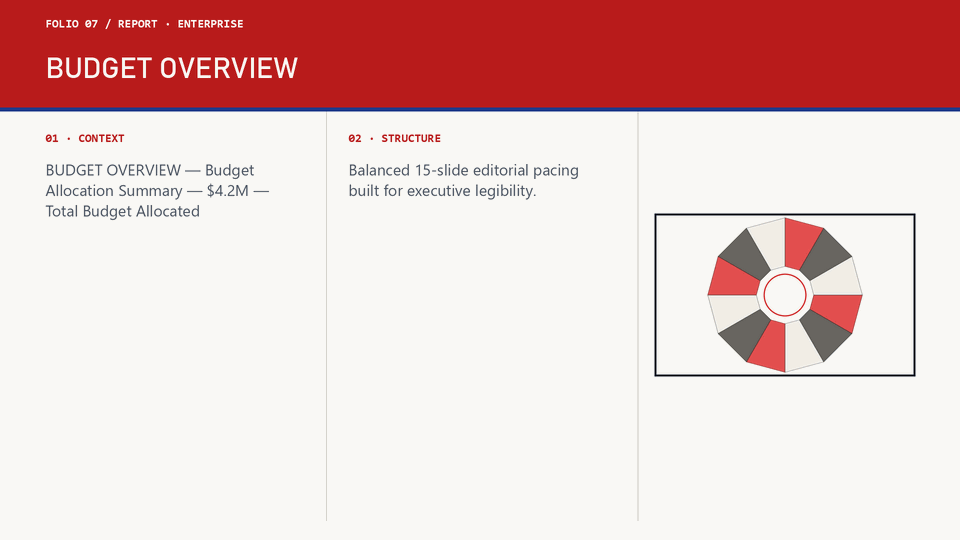 FOLIO 07 / REPORT · ENTERPRISE
BUDGET OVERVIEW
01 · CONTEXT
BUDGET OVERVIEW — Budget
Allocation Summary — $4.2M —
Total Budget Allocated
02 · STRUCTURE
Balanced 15-slide editorial pacing
built for executive legibility.